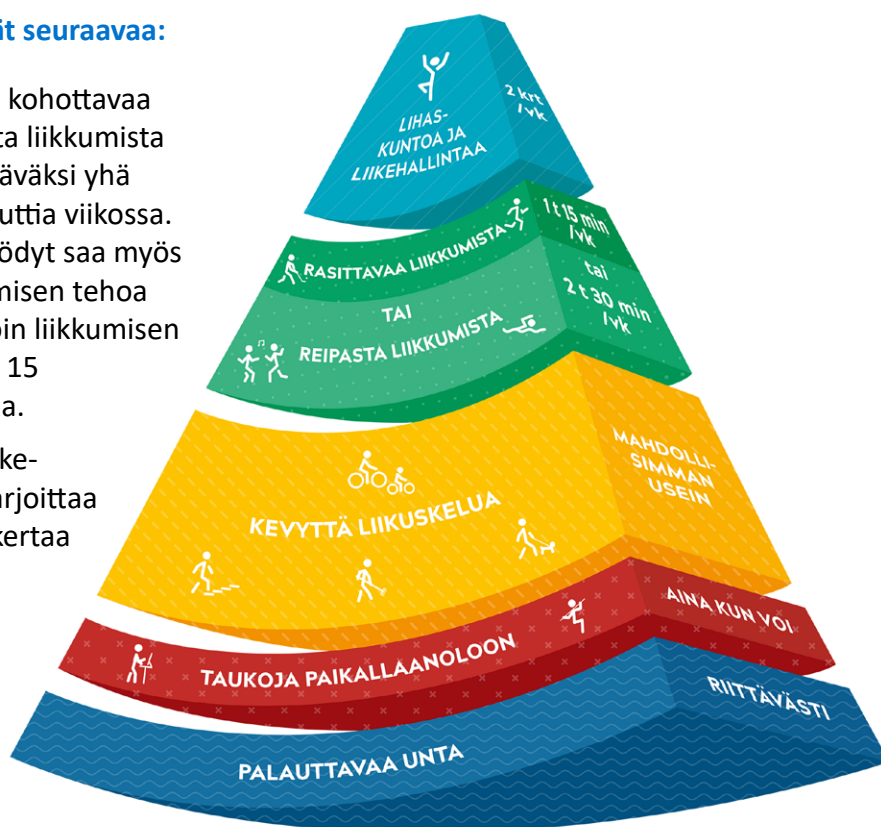 ät seuraavaa:
kohottavaa
ta liikkumista
äväksi yhä
uttia viikossa.
ödyt saa myös
misen tehoa
in liikkumisen
15
a.
ke-
arjoittaa
kertaa
LIHAS-
KUNTOA JA
LIIKEHALLINTAA
2 krt
/vk
RASITTAVAA LIIKKUMISTA
1 t 15 min
/vk
TAI
tai
REIPASTA LIIKKUMISTA
2 t 30 min
/vk
KEVYTTÄ LIIKUSKELUA
MAHDOLLI-
SIMMAN
USEIN
TAUKOJA PAIKALLAANOLOON
AINA KUN VOI
PALAUTTAVAA UNTA
RIITTÄVÄSTI